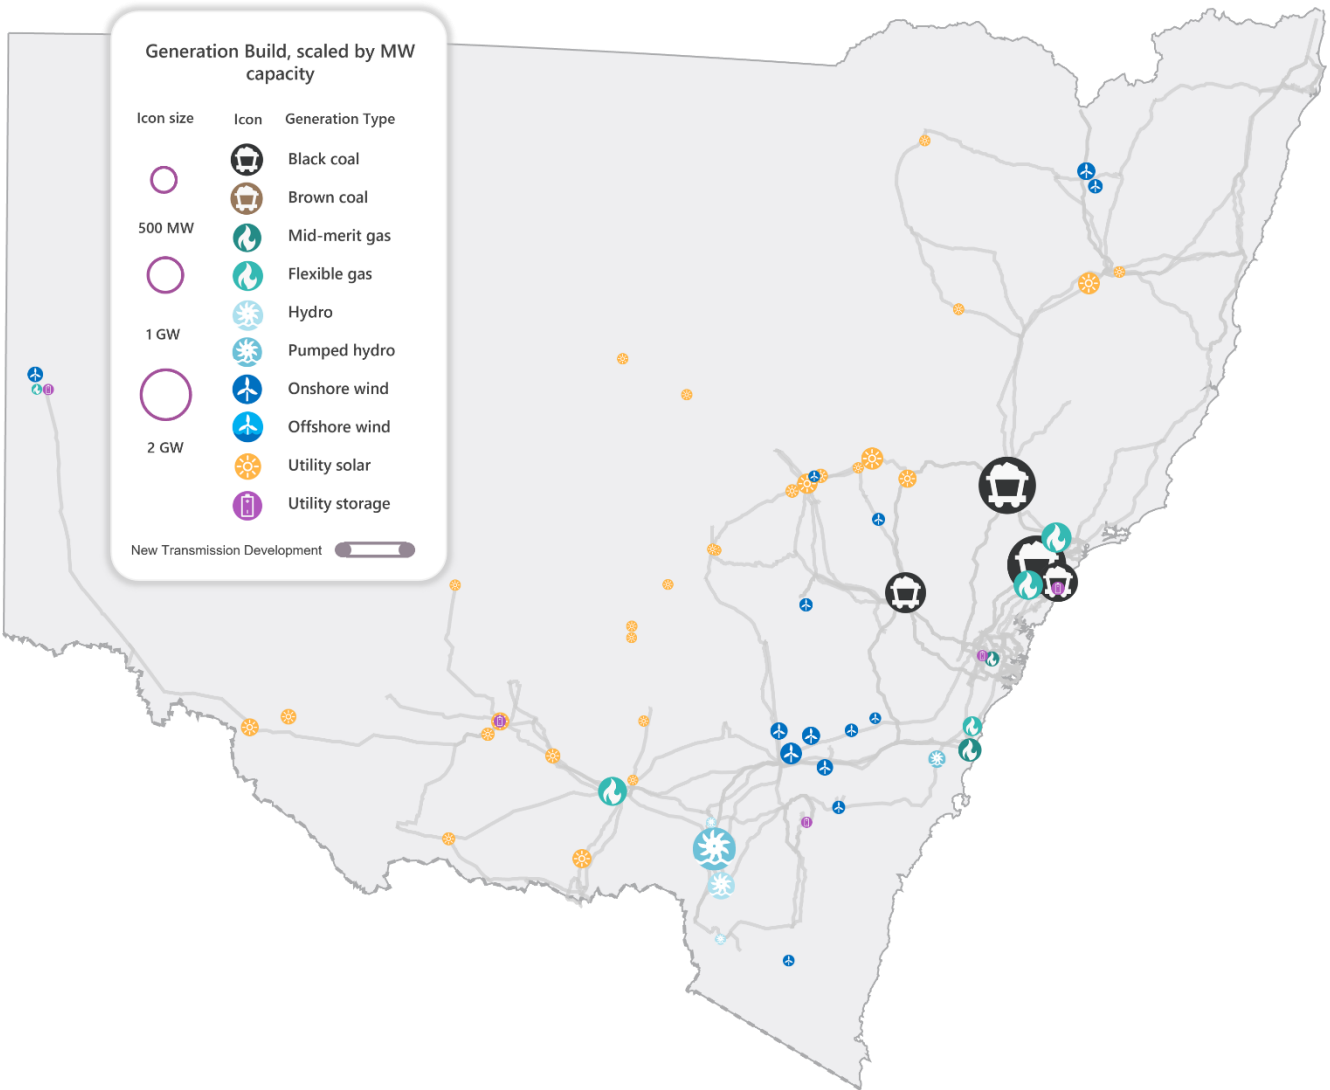 Generation Build, scaled by MW
capacity
Icon size
Icon
Generation Type
Black coal
Brown coal
Mid-merit gas
500 MW
Flexible gas
Hydro
1 GW
Pumped hydro
Onshore wind
Offshore wind
2 GW
Utility solar
Utility storage
New Transmission Development